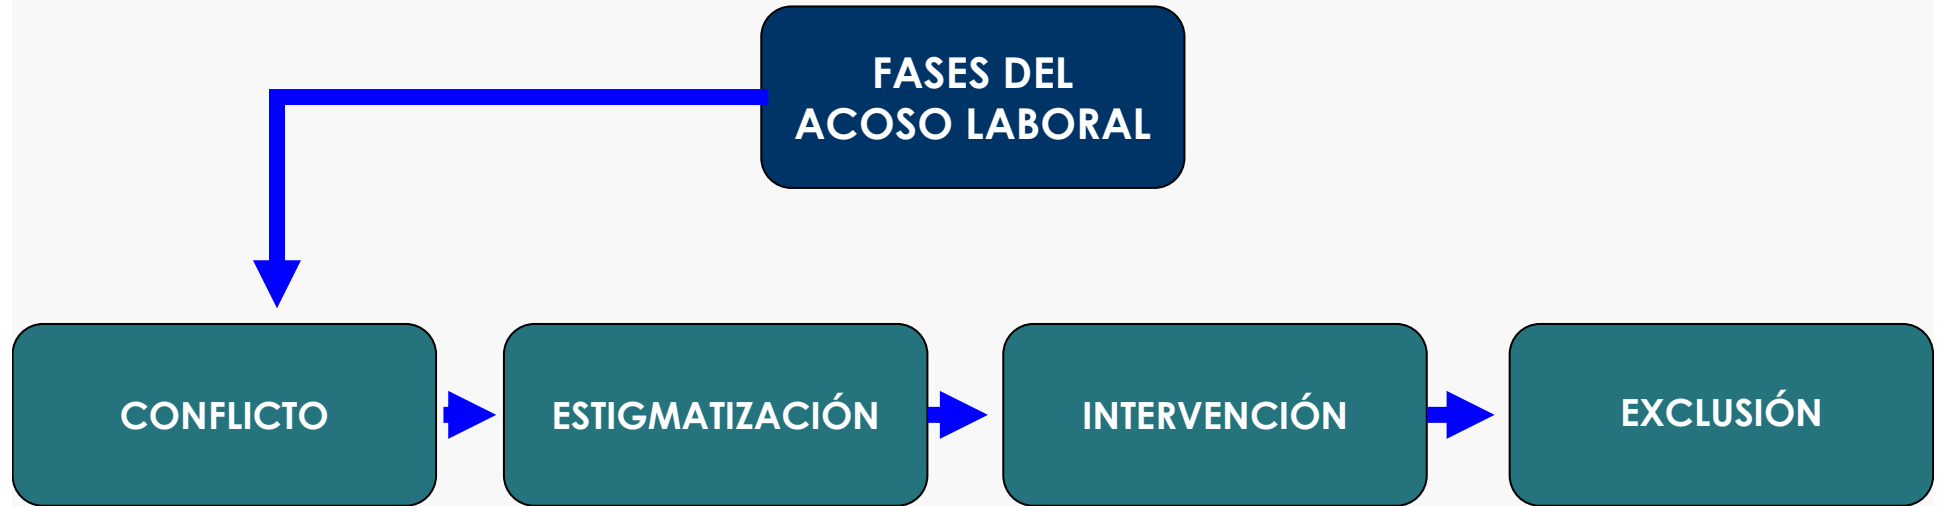 FASES DEL
ACOSO LABORAL
CONFLICTO
ESTIGMATIZACIÓN
INTERVENCIÓN
EXCLUSIÓN